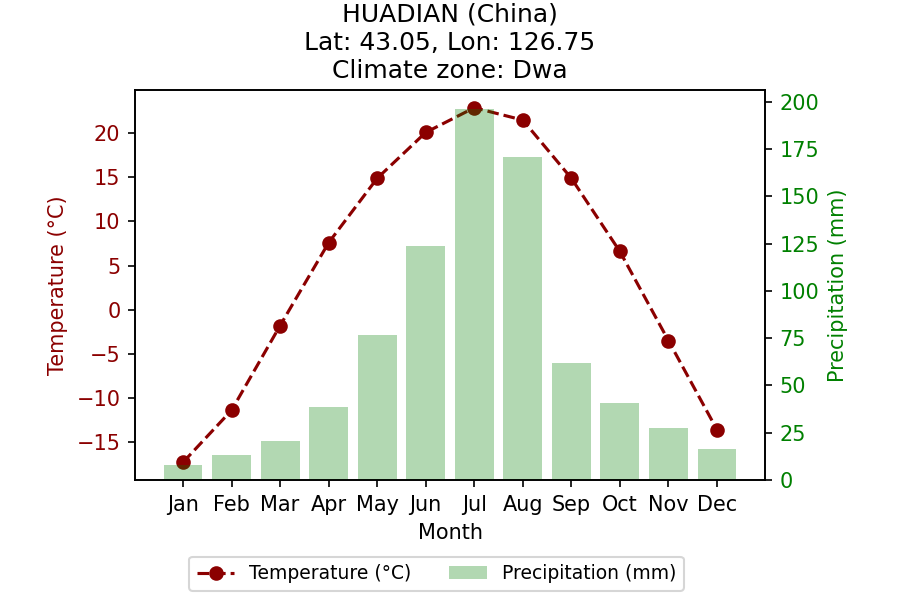 HUADIAN (China)
Lat: 43.05, Lon: 126.75
Climate zone: Dwa
Temperature (°C)
20
15
10
5
0
−5
−10
−15
200
175
150
125
100
75
50
25
0
Precipitation (mm)
Jan Feb Mar Apr May Jun Jul Aug Sep Oct Nov Dec
Month
Temperature (°C) Precipitation (mm)